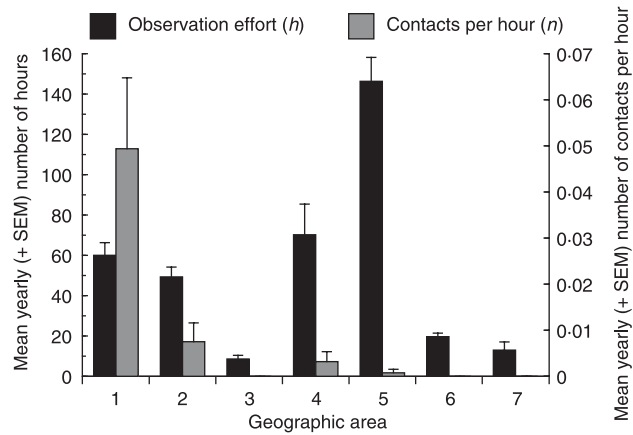 Observation effort (h)
Contacts per hour (n)
Mean yearly (+ SEM) number of hours
160
140
120
100
80
60
40
20
0
0·07
0·06
0·05
0·04
0·03
0·02
0·01
0
Mean yearly (+ SEM) number of contacts per hour
1 2 3 4 5 6 7
Geographic area